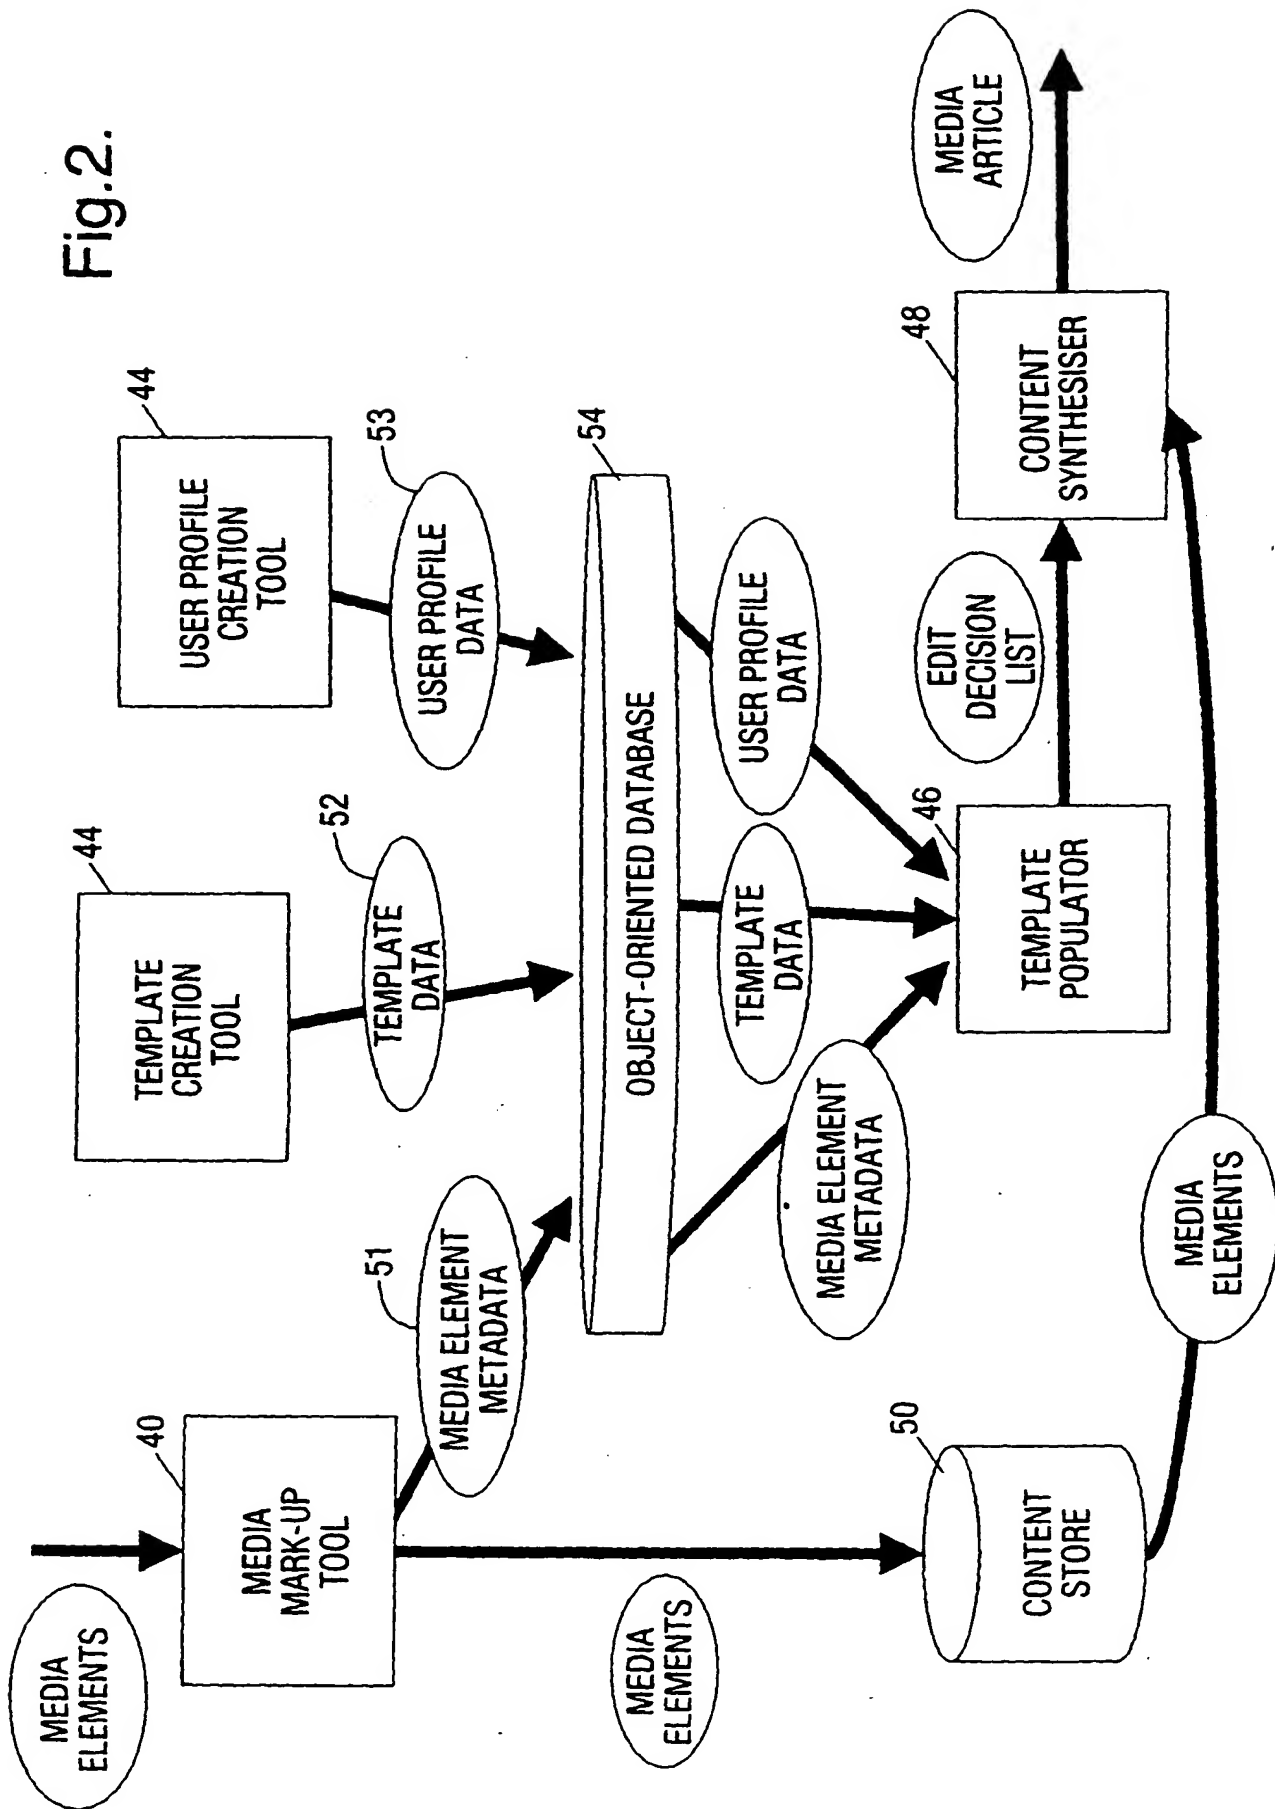 Fig.2.
MEDIA
ELEMENTS
40
MEDIA
MARK-UP
TOOL
44
TEMPLATE
CREATION
TOOL
44
USER PROFILE
CREATION
TOOL
51
MEDIA ELEMENT
METADATA
52
TEMPLATE
DATA
53
USER PROFILE
DATA
54
OBJECT-ORIENTED DATABASE
MEDIA
ELEMENTS
MEDIA ELEMENT
METADATA
TEMPLATE
DATA
USER PROFILE
DATA
50
CONTENT
STORE
46
TEMPLATE
POPULATOR
EDIT
DECISION
LIST
48
CONTENT
SYNTHESISER
MEDIA
ARTICLE
MEDIA
ELEMENTS